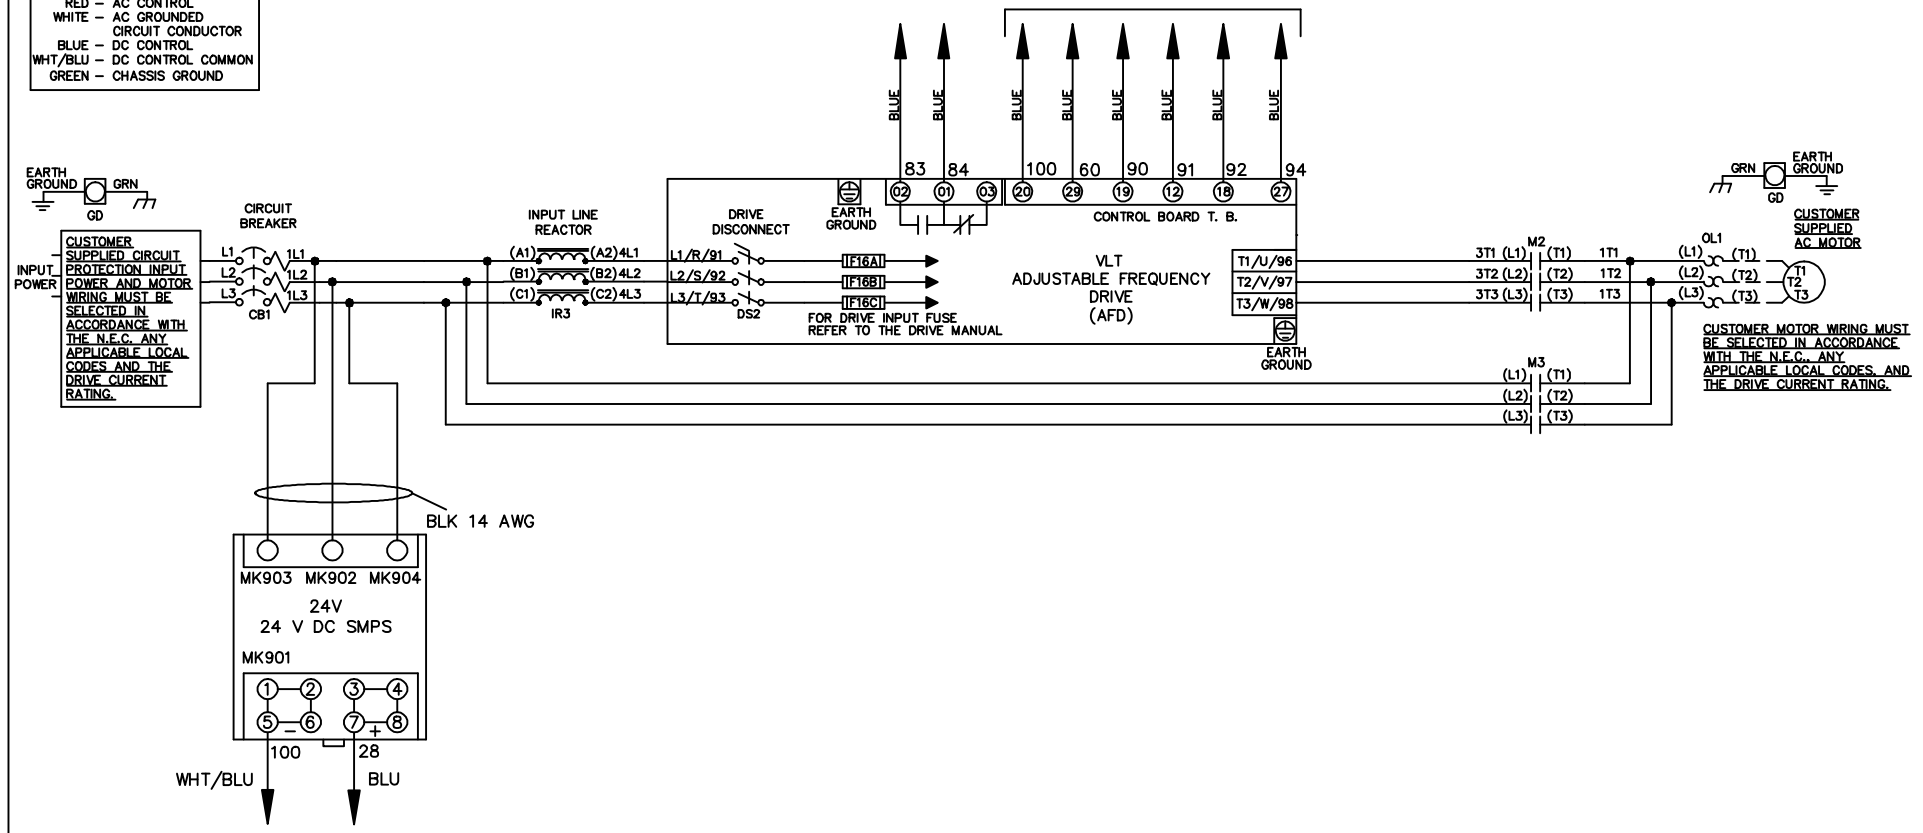 RED – AC CONTROL
WHITE – AC GROUNDED
CIRCUIT CONDUCTOR
BLUE – DC CONTROL
WHT/BLU – DC CONTROL COMMON
GREEN – CHASSIS GROUND
BLUE BLUE BLUE BLUE BLUE BLUE BLUE BLUE
83 84 100 60 90 91 92 94
02 01 03 20 29 19 12 18 27
CONTROL BOARD T. B.
EARTH
GROUND
GRN
GD
INPUT
POWER
CUSTOMER
SUPPLIED CIRCUIT
PROTECTION INPUT
POWER AND MOTOR
WIRING MUST BE
SELECTED IN
ACCORDANCE WITH
THE N.E.C. ANY
APPLICABLE LOCAL
CODES AND THE
DRIVE CURRENT
RATING.
CIRCUIT
BREAKER
L1 1L1
L2 1L2
L3 1L3
CB1
INPUT LINE
REACTOR
(A1) (A2) 4L1
(B1) (B2) 4L2
(C1) (C2) 4L3
IR3
DRIVE
DISCONNECT
L1/R/91
L2/S/92
L3/T/93
DS2
EARTH
GROUND
F16A
F16B
F16C
FOR DRIVE INPUT FUSE
REFER TO THE DRIVE MANUAL
VLT
ADJUSTABLE FREQUENCY
DRIVE
(AFD)
T1/U/96
T2/V/97
T3/W/98
EARTH
GROUND
M2
3T1 (L1) (T1) 1T1
3T2 (L2) (T2) 1T2
3T3 (L3) (T3) 1T3
M3
(L1) (T1)
(L2) (T2)
(L3) (T3)
OL1
(L1) (T1)
(L2) (T2)
(L3) (T3)
T1
T2
T3
GRN
EARTH
GROUND
GD
CUSTOMER
SUPPLIED
AC MOTOR
CUSTOMER MOTOR WIRING MUST
BE SELECTED IN ACCORDANCE
WITH THE N.E.C., ANY
APPLICABLE LOCAL CODES, AND
THE DRIVE CURRENT RATING.
BLK 14 AWG
MK903 MK902 MK904
24V
24 V DC SMPS
MK901
1 2 3 4
5 6 7 8
– +
100 28
WHT/BLU BLU